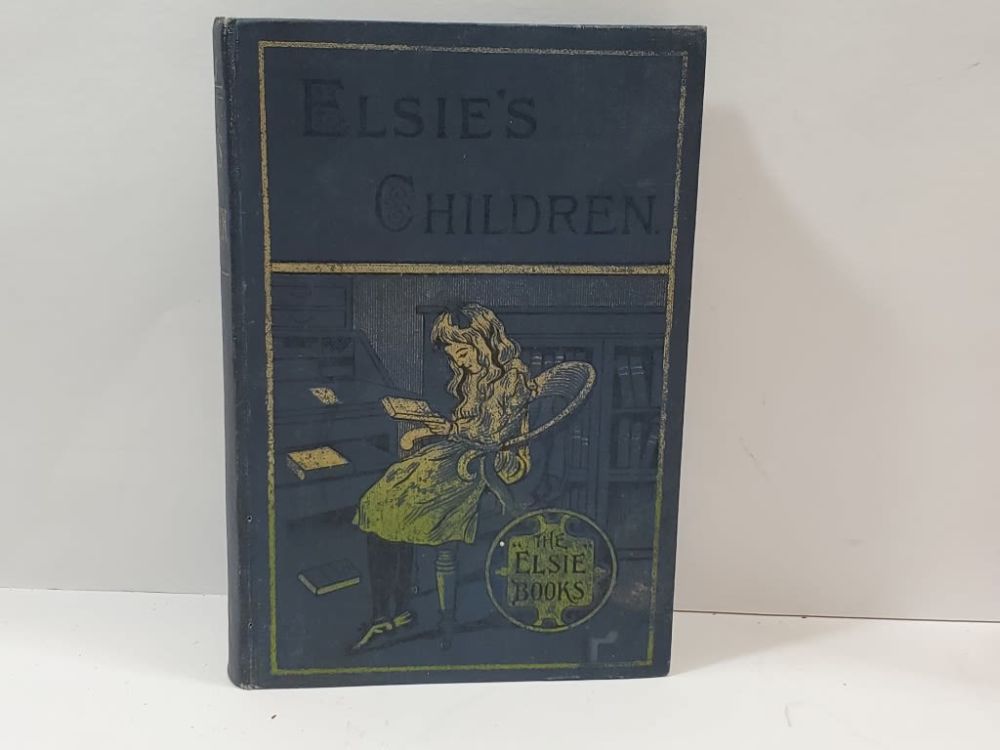 ELSIE'S
CHILDREN.
"THE
ELSIE"
BOOKS